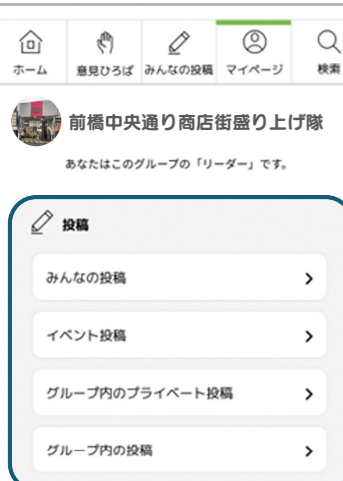 ホーム 意見ひろば みんなの投稿 マイページ 検索
前橋中央通り商店街盛り上げ隊
あなたはこのグループの「リーダー」です。
投稿
みんなの投稿
イベント投稿
グループ内のプライベート投稿
グループ内の投稿